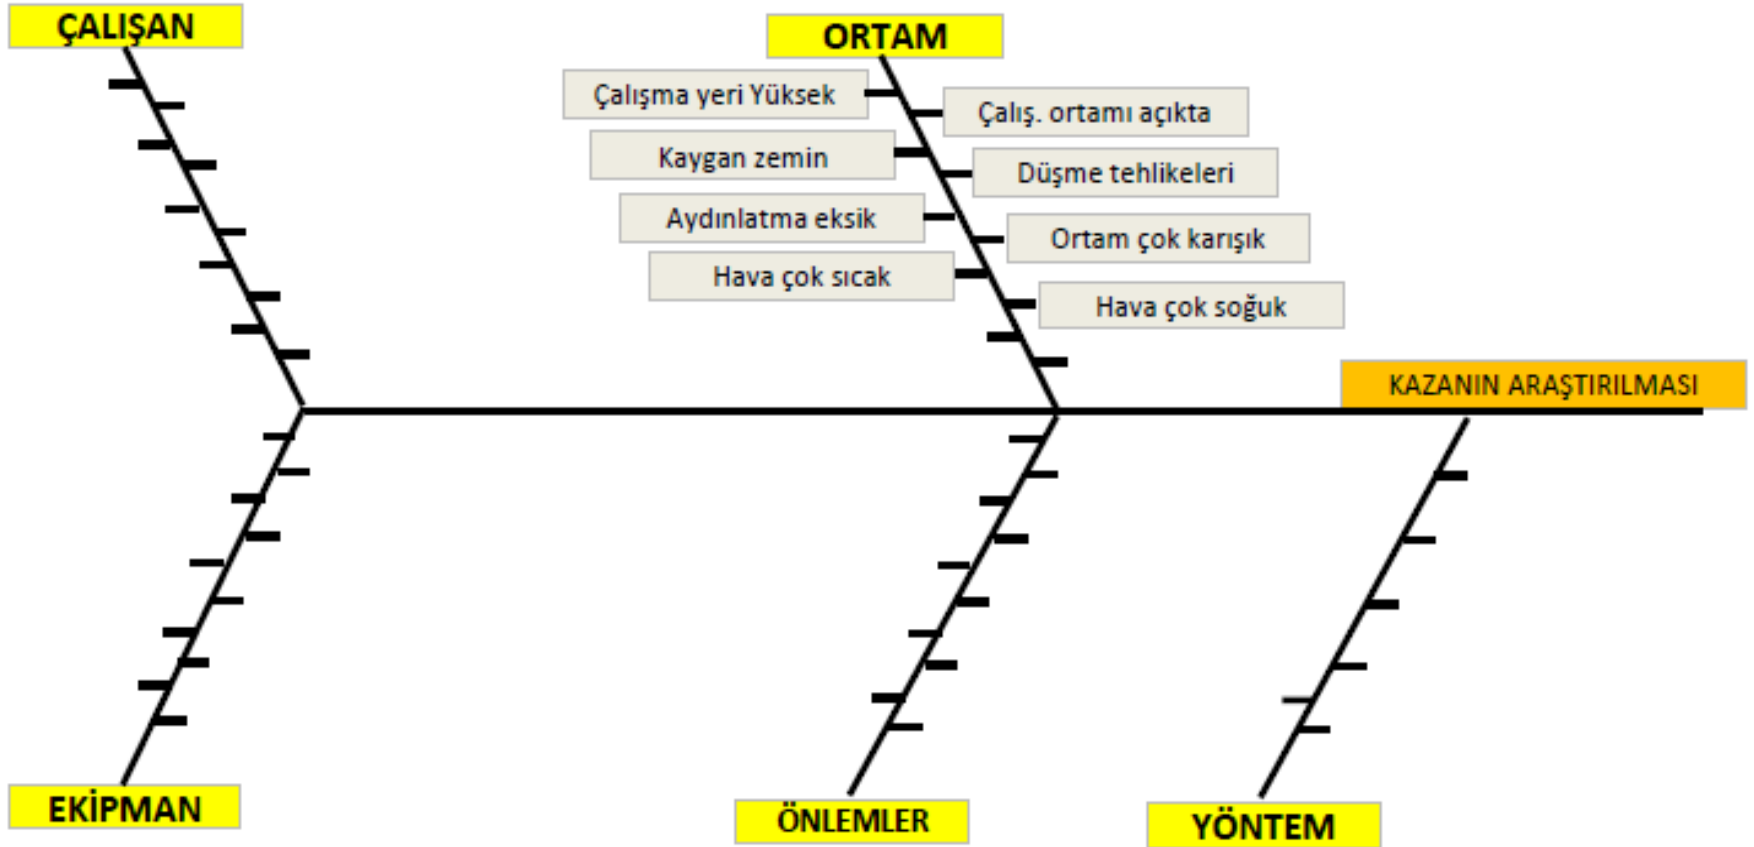 ÇALIŞAN
ORTAM
Çalışma yeri Yüksek
Çalış. ortamı açıkta
Kaygan zemin
Düşme tehlikeleri
Aydınlatma eksik
Ortam çok karışık
Hava çok sıcak
Hava çok soğuk
KAZANIN ARAŞTIRILMASI
EKİPMAN
ÖNLEMLER
YÖNTEM